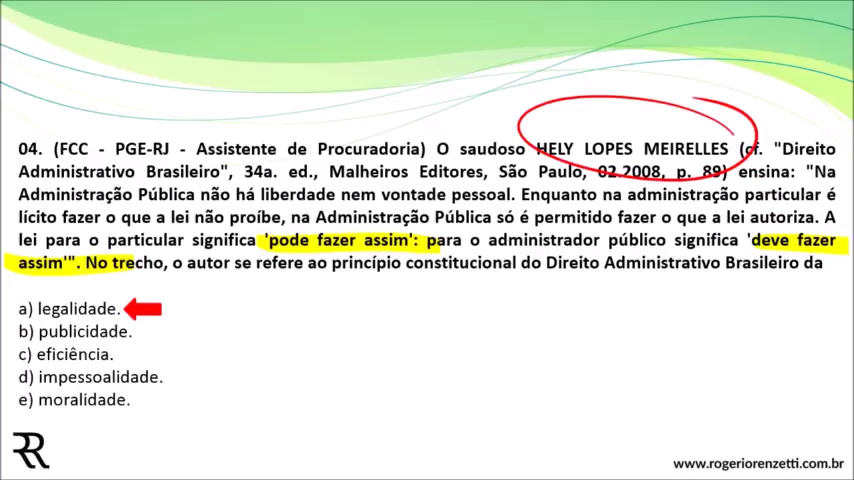 04. (FCC - PGE-RJ - Assistente de Procuradoria) O saudoso HELY LOPES MEIRELLES (cf. "Direito
Administrativo Brasileiro", 34a. ed., Malheiros Editores, São Paulo, 02.2008, p. 89) ensina: "Na
Administração Pública não há liberdade nem vontade pessoal. Enquanto na administração particular é
lícito fazer o que a lei não proíbe, na Administração Pública só é permitido fazer o que a lei autoriza. A
lei para o particular significa 'pode fazer assim': para o administrador público significa 'deve fazer
assim'". No trecho, o autor se refere ao princípio constitucional do Direito Administrativo Brasileiro da
a) legalidade.
b) publicidade.
c) eficiência.
d) impessoalidade.
e) moralidade.
RR
www.rogeriorenzetti.com.br